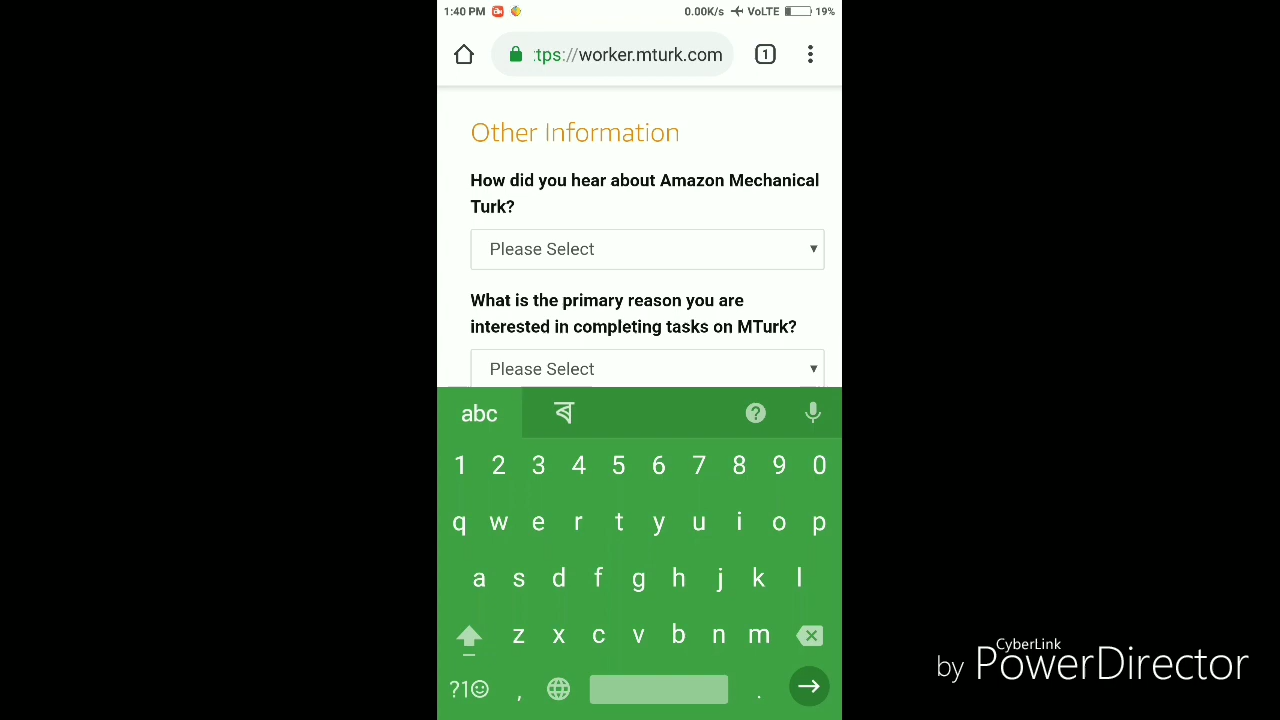 1:40 PM 0.00K/s VoLTE 19%
:tps://worker.mturk.com 1
Other Information
How did you hear about Amazon Mechanical
Turk?
Please Select
What is the primary reason you are
interested in completing tasks on MTurk?
Please Select
abc ব
1 2 3 4 5 6 7 8 9 0
q w e r t y u i o p
a s d f g h j k l
z x c v b n m
?1☺ , .
CyberLink
by PowerDirector